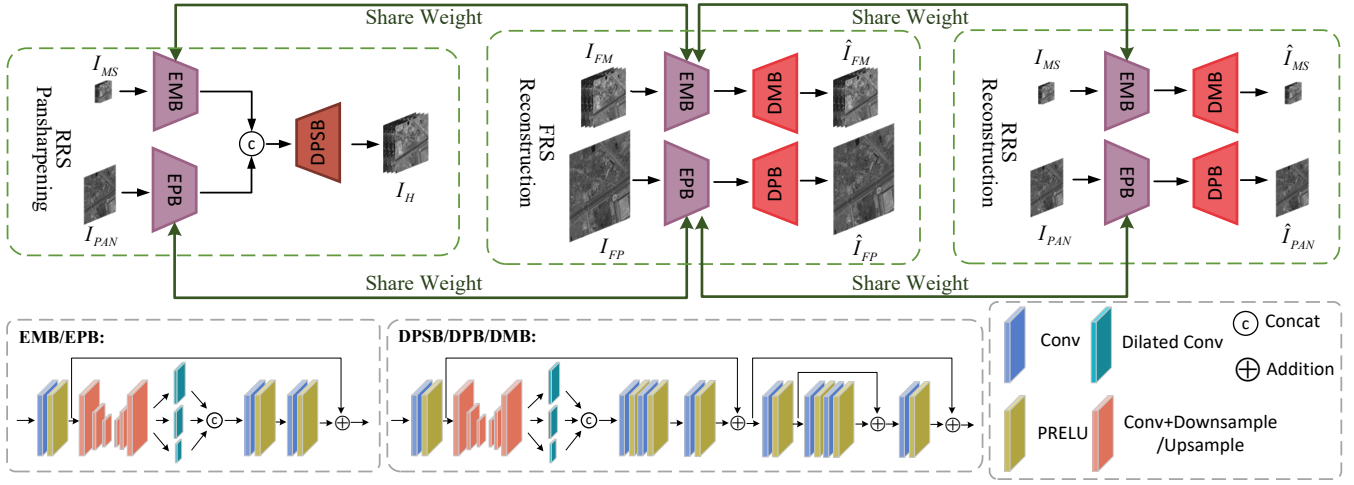 Share Weight
Share Weight
RRS
Pansharpening
I_MS
EMB
I_PAN
EPB
C
DPSB
I_H
FRS
Reconstruction
I_FM
EMB
DMB
Î_FM
I_FP
EPB
DPB
Î_FP
RRS
Reconstruction
I_MS
EMB
DMB
Î_MS
I_PAN
EPB
DPB
Î_PAN
Share Weight
Share Weight
EMB/EPB:
C
DPSB/DPB/DMB:
C
Conv
Dilated Conv
C Concat
Addition
PRELU
Conv+Downsample
/Upsample